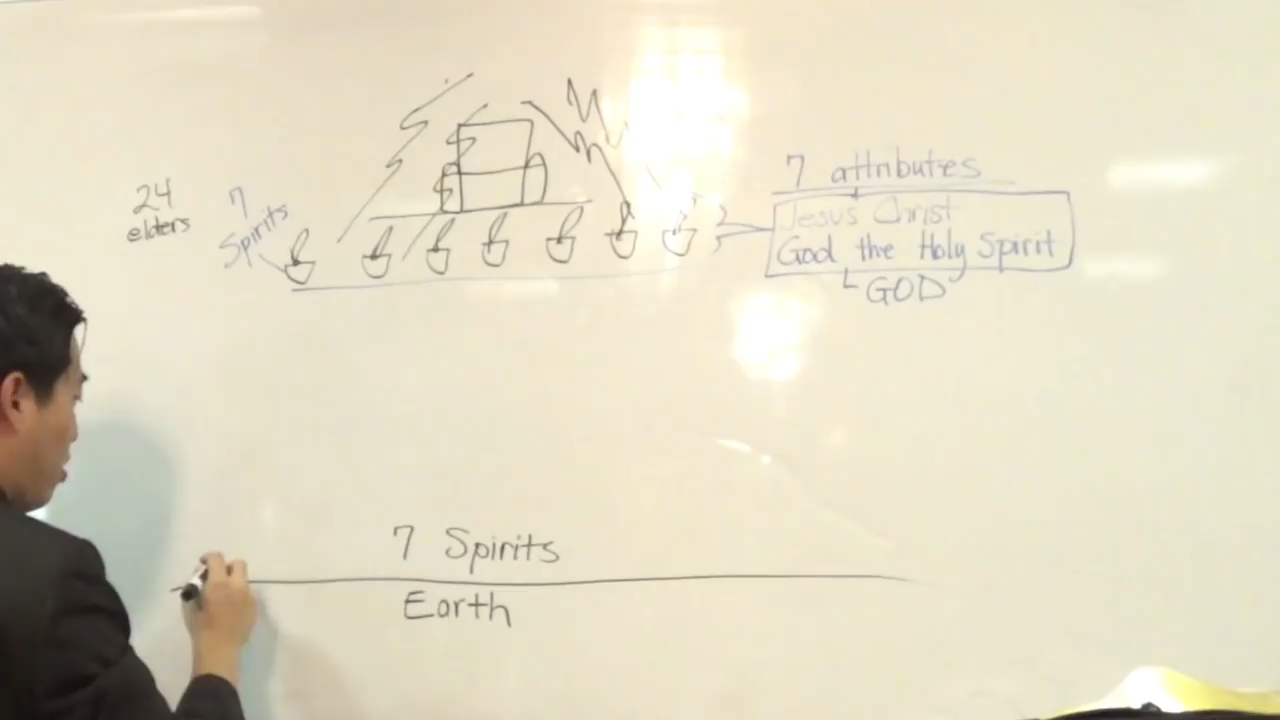 24
elders
7
Spirits
7 attributes
Jesus Christ
God the Holy Spirit
GOD
7 Spirits
Earth